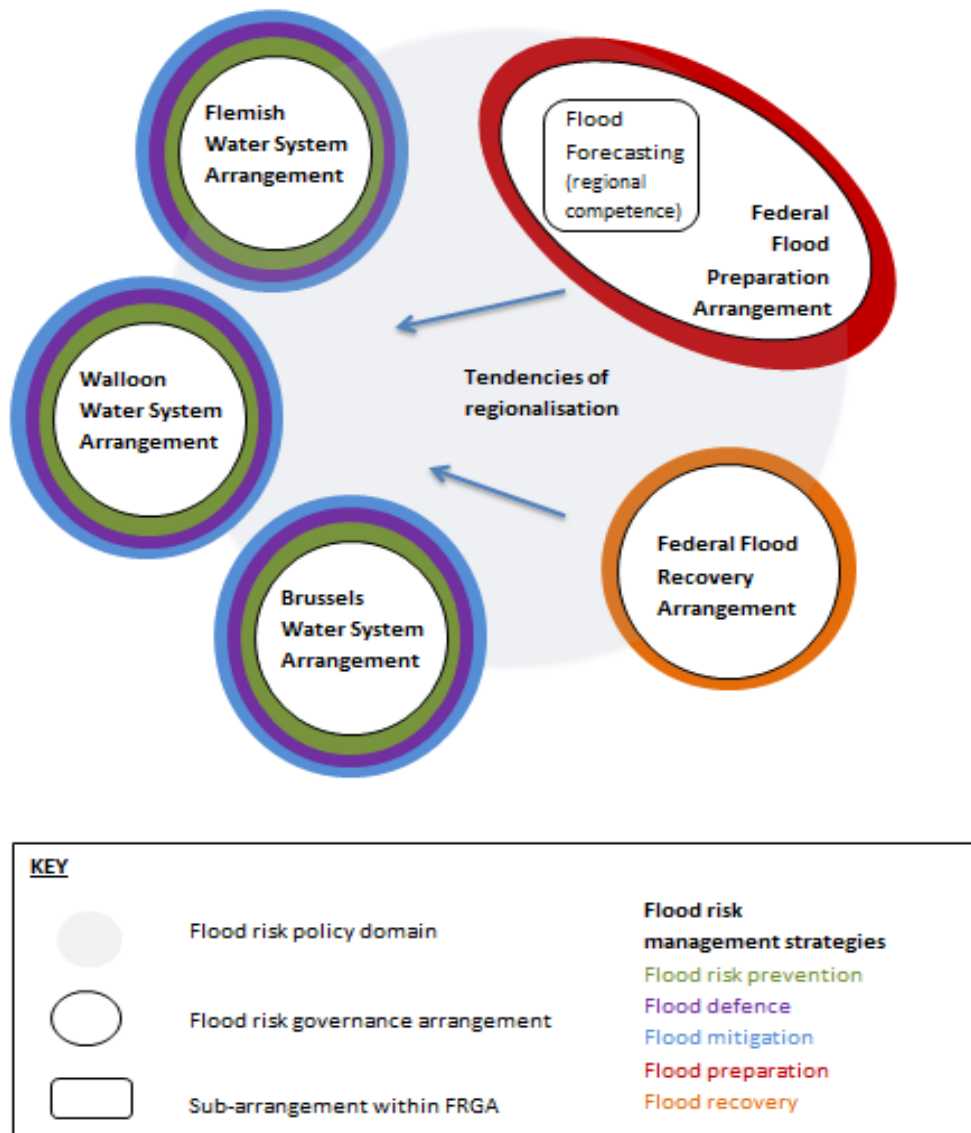 Flemish
Water System
Arrangement
Flood
Forecasting
(regional
competence)
Federal
Flood
Preparation
Arrangement
Walloon
Water System
Arrangement
Tendencies of
regionalisation
Brussels
Water System
Arrangement
Federal Flood
Recovery
Arrangement
KEY
Flood risk policy domain
Flood risk governance arrangement
Sub-arrangement within FRGA
Flood risk
management strategies
Flood risk prevention
Flood defence
Flood mitigation
Flood preparation
Flood recovery